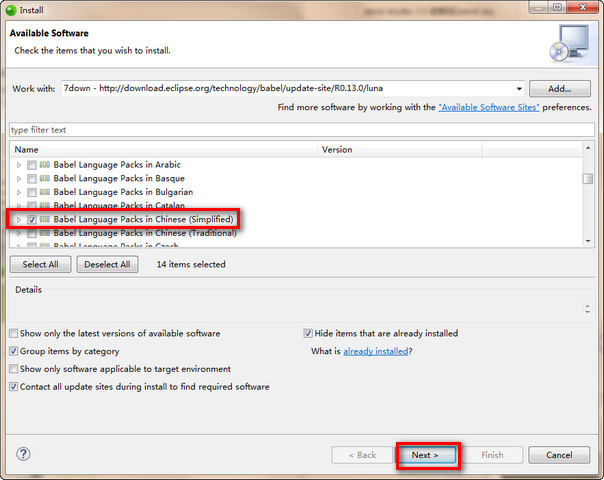 Install
Available Software
Check the items that you wish to install.
Work with: 7down - http://download.eclipse.org/technology/babel/update-site/R0.13.0/luna Add...
Find more software by working with the "Available Software Sites" preferences.
type filter text
Name Version
Babel Language Packs in Arabic
Babel Language Packs in Basque
Babel Language Packs in Bulgarian
Babel Language Packs in Catalan
Babel Language Packs in Chinese (Simplified)
Babel Language Packs in Chinese (Traditional)
Babel Language Packs in Czech
Select All Deselect All 14 items selected
Details
Show only the latest versions of available software Hide items that are already installed
Group items by category What is already installed?
Show only software applicable to target environment
Contact all update sites during install to find required software
? < Back Next > Finish Cancel